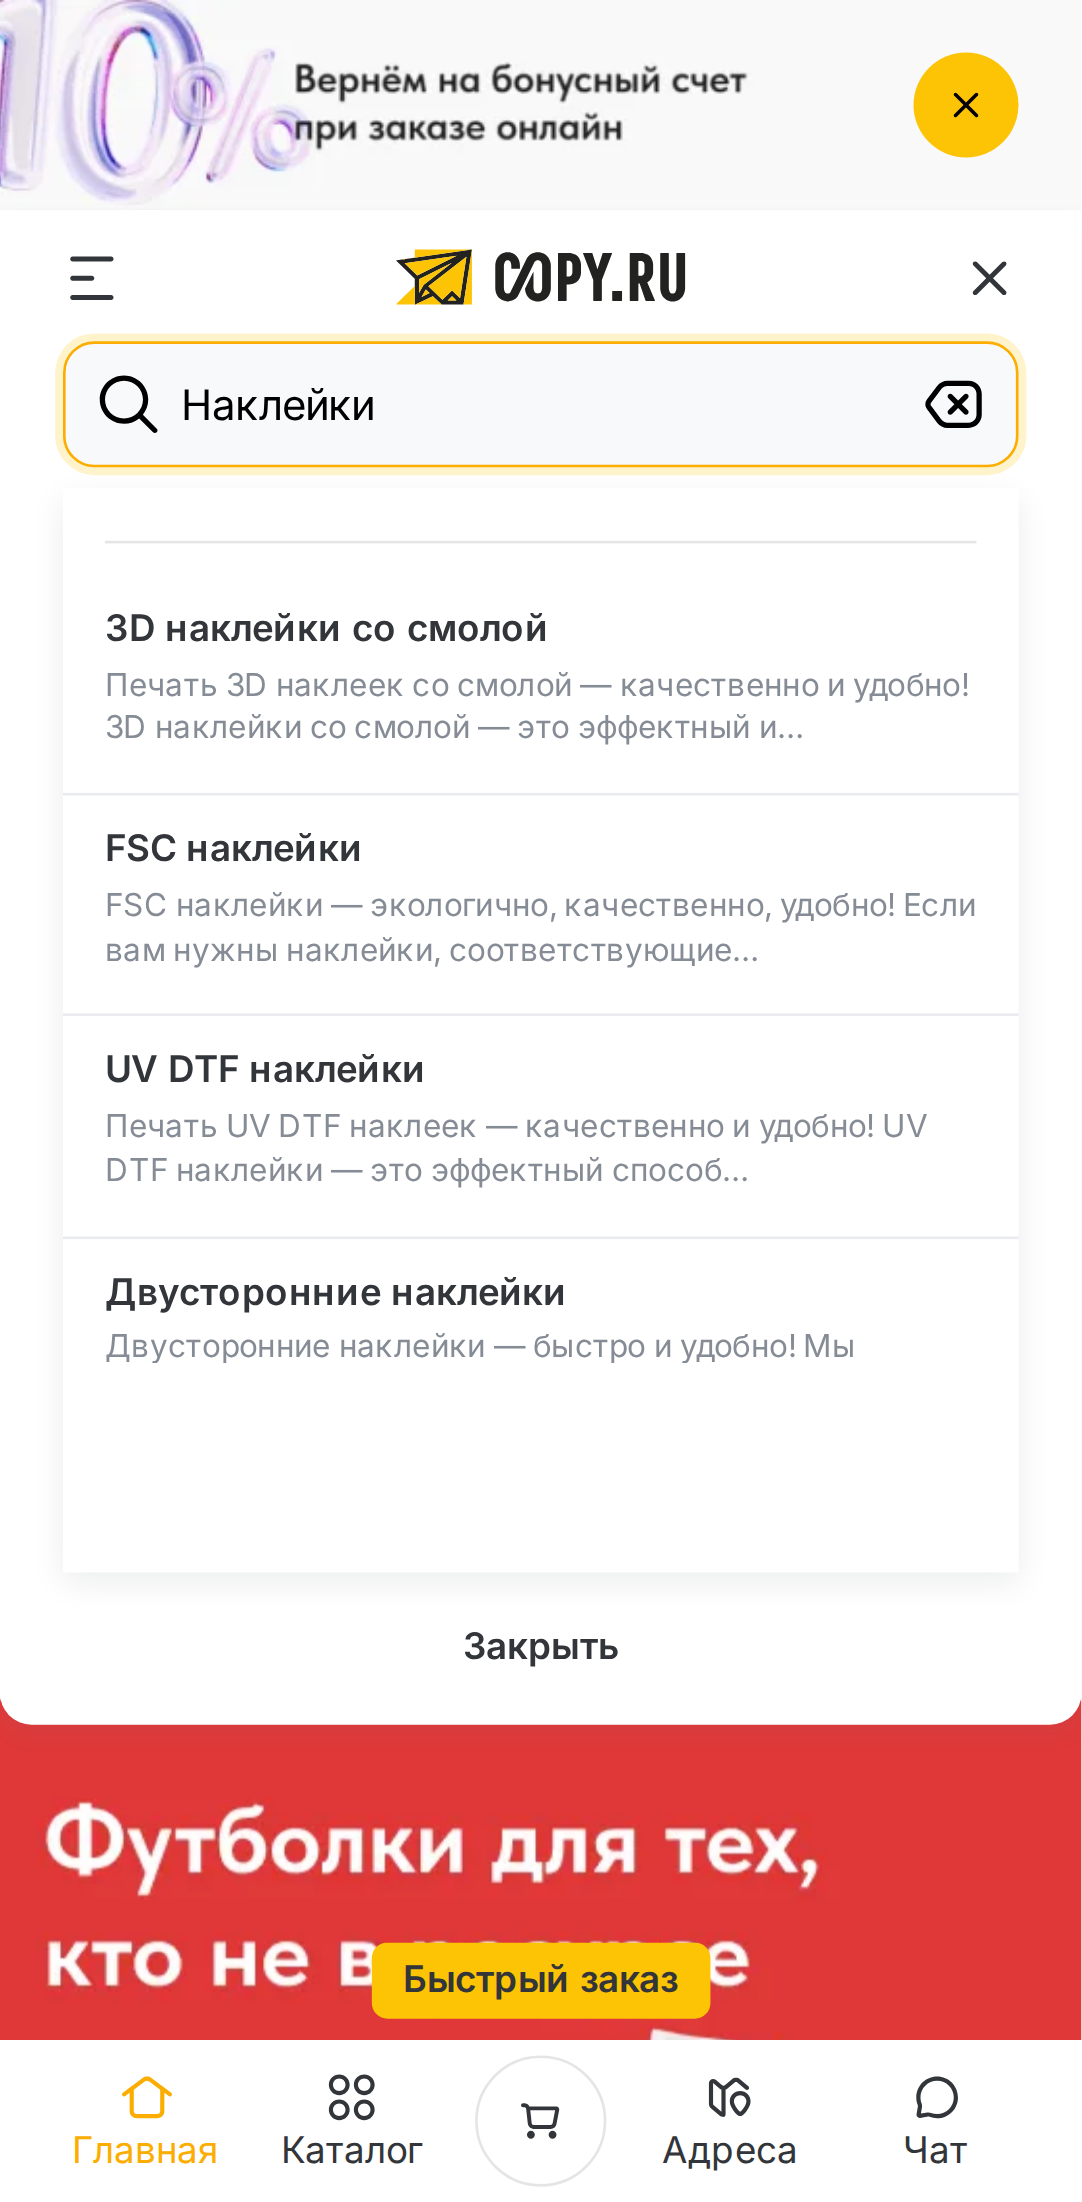 10%
Вернём на бонусный счет
при заказе онлайн
COPY.RU
Наклейки
3D наклейки со смолой
Печать 3D наклеек со смолой — качественно и удобно!
3D наклейки со смолой — это эффектный и...
FSC наклейки
FSC наклейки — экологично, качественно, удобно! Если
вам нужны наклейки, соответствующие...
UV DTF наклейки
Печать UV DTF наклеек — качественно и удобно! UV
DTF наклейки — это эффектный способ...
Двусторонние наклейки
Двусторонние наклейки — быстро и удобно! Мы
Закрыть
Футболки для тех,
кто не в
Быстрый заказ
Главная
Каталог
Адреса
Чат